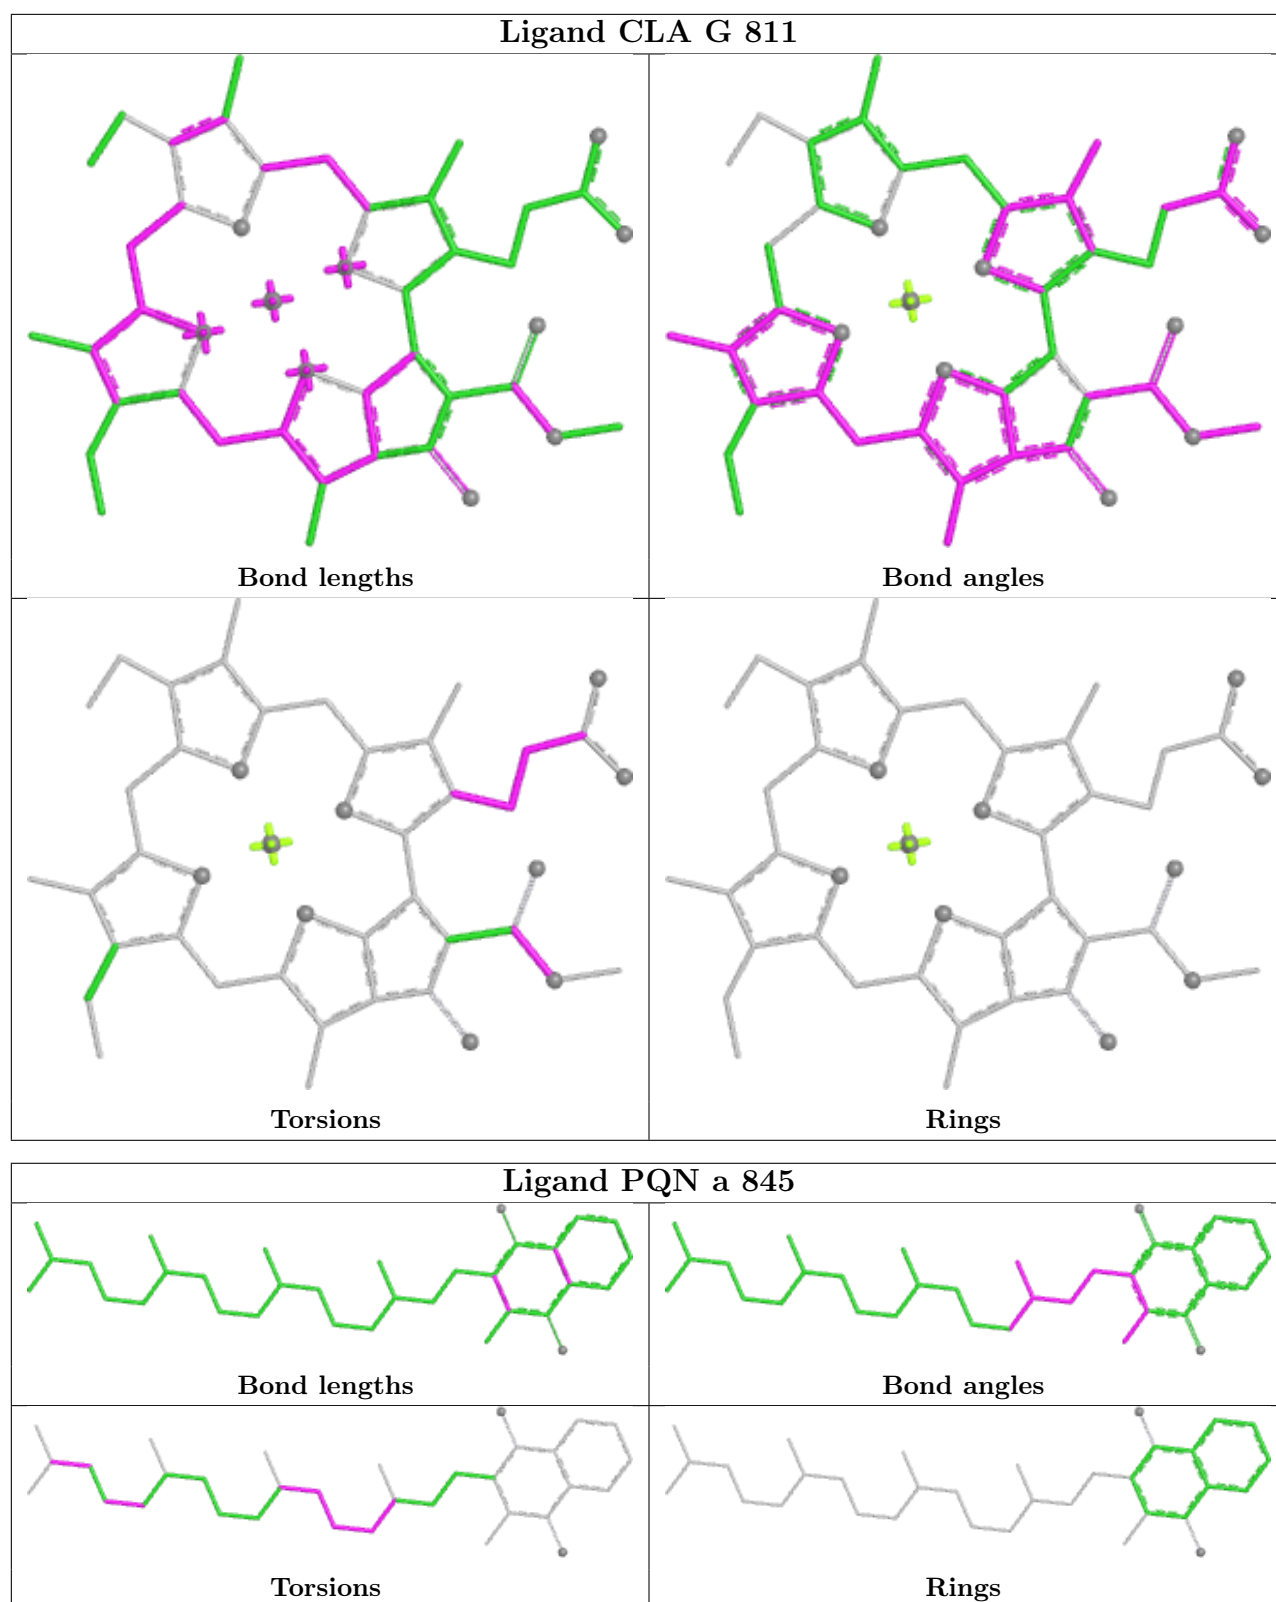 Ligand CLA G 811
Bond lengths
Bond angles
Torsions
Rings
Ligand PQN a 845
Bond lengths
Bond angles
Torsions
Rings